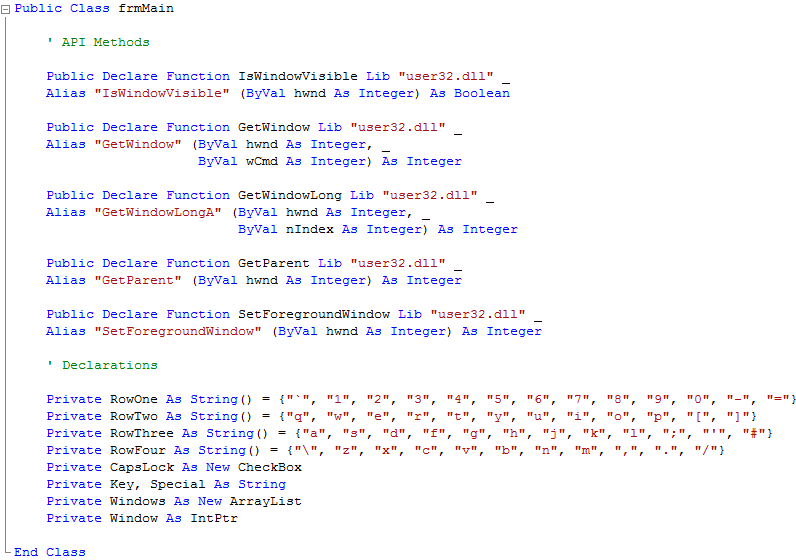 Public Class frmMain
' API Methods
Public Declare Function IsWindowVisible Lib "user32.dll" _
Alias "IsWindowVisible" (ByVal hwnd As Integer) As Boolean
Public Declare Function GetWindow Lib "user32.dll" _
Alias "GetWindow" (ByVal hwnd As Integer, _
ByVal wCmd As Integer) As Integer
Public Declare Function GetWindowLong Lib "user32.dll" _
Alias "GetWindowLongA" (ByVal hwnd As Integer, _
ByVal nIndex As Integer) As Integer
Public Declare Function GetParent Lib "user32.dll" _
Alias "GetParent" (ByVal hwnd As Integer) As Integer
Public Declare Function SetForegroundWindow Lib "user32.dll" _
Alias "SetForegroundWindow" (ByVal hwnd As Integer) As Integer
' Declarations
Private RowOne As String() = {"`", "1", "2", "3", "4", "5", "6", "7", "8", "9", "0", "-", "="}
Private RowTwo As String() = {"q", "w", "e", "r", "t", "y", "u", "i", "o", "p", "[", "]"}
Private RowThree As String() = {"a", "s", "d", "f", "g", "h", "j", "k", "l", ";", "'", "#"}
Private RowFour As String() = {"\", "z", "x", "c", "v", "b", "n", "m", ",", ".", "/"}
Private CapsLock As New CheckBox
Private Key, Special As String
Private Windows As New ArrayList
Private Window As IntPtr
End Class